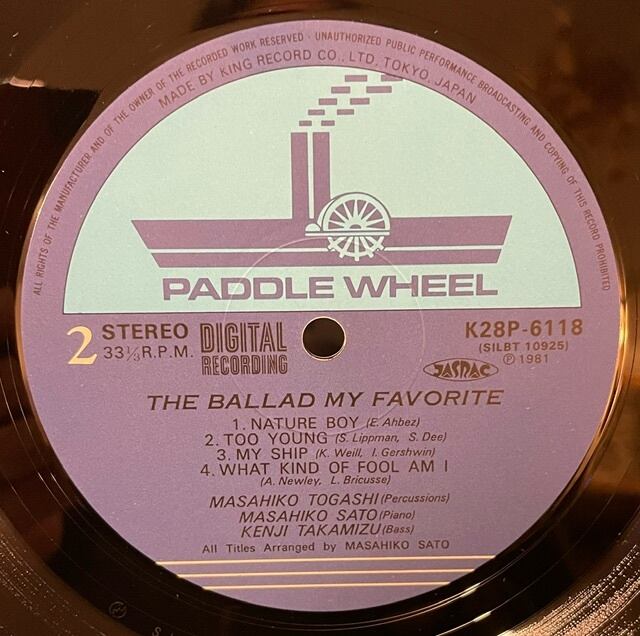 ALL RIGHTS OF THE MANUFACTURER AND OF THE OWNER OF THE RECORDED WORK RESERVED · UNAUTHORIZED PUBLIC PERFORMANCE BROADCASTING AND COPYING OF THIS RECORD PROHIBITED
MADE BY KING RECORD CO., LTD, TOKYO, JAPAN
PADDLE WHEEL
2 STEREO
33⅓R.P.M.
DIGITAL
RECORDING
K28P-6118
(SILBT 10925)
Ⓟ1981
JASRAC
THE BALLAD MY FAVORITE
1. NATURE BOY (E. Ahbez)
2. TOO YOUNG (S. Lippman, S. Dee)
3. MY SHIP (K. Weill, I. Gershwin)
4. WHAT KIND OF FOOL AM I
(A. Newley, L. Bricusse)
MASAHIKO TOGASHI(Percussions)
MASAHIKO SATO(Piano)
KENJI TAKAMIZU(Bass)
All Titles Arranged by MASAHIKO SATO